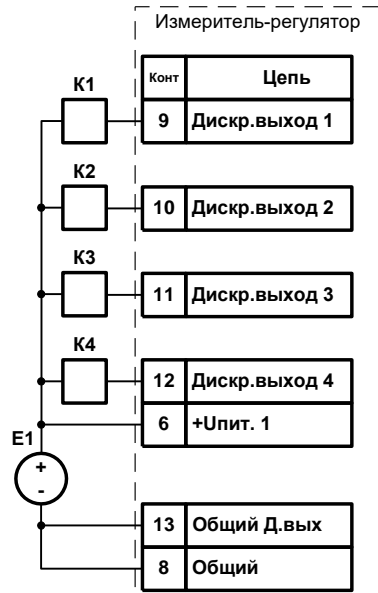 Измеритель-регулятор
Конт Цепь
К1
9 Дискр.выход 1
К2
10 Дискр.выход 2
К3
11 Дискр.выход 3
К4
12 Дискр.выход 4
6 +Uпит. 1
Е1
+
-
13 Общий Д.вых
8 Общий